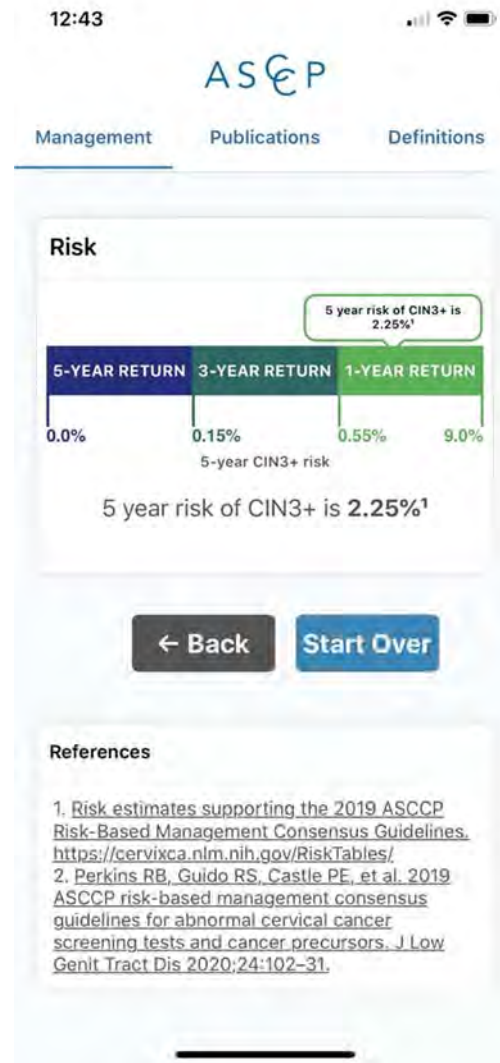 12:43
ASCCP
Management Publications Definitions
Risk
5 year risk of CIN3+ is
2.25%¹
5-YEAR RETURN 3-YEAR RETURN 1-YEAR RETURN
0.0% 0.15% 0.55% 9.0%
5-year CIN3+ risk
5 year risk of CIN3+ is 2.25%¹
← Back Start Over
References
1. Risk estimates supporting the 2019 ASCCP
Risk-Based Management Consensus Guidelines.
https://cervixca.nlm.nih.gov/RiskTables/
2. Perkins RB, Guido RS, Castle PE, et al. 2019
ASCCP risk-based management consensus
guidelines for abnormal cervical cancer
screening tests and cancer precursors. J Low
Genit Tract Dis 2020;24:102–31.